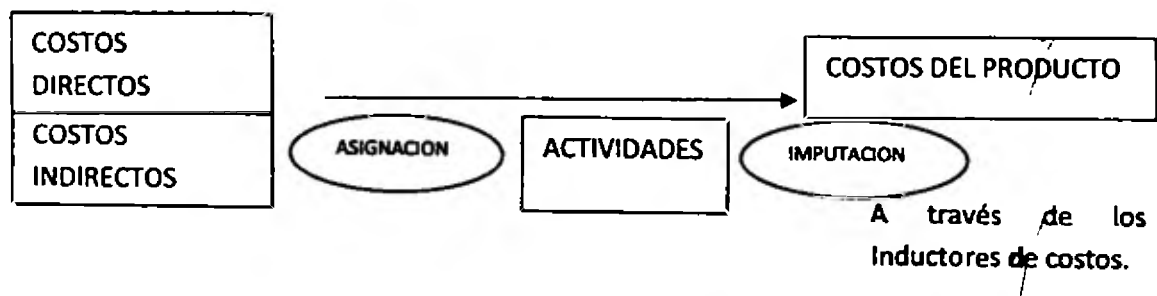 COSTOS
DIRECTOS
COSTOS
INDIRECTOS
ASIGNACION
ACTIVIDADES
COSTOS DEL PRODUCTO
IMPUTACION
A través de los
Inductores de costos.